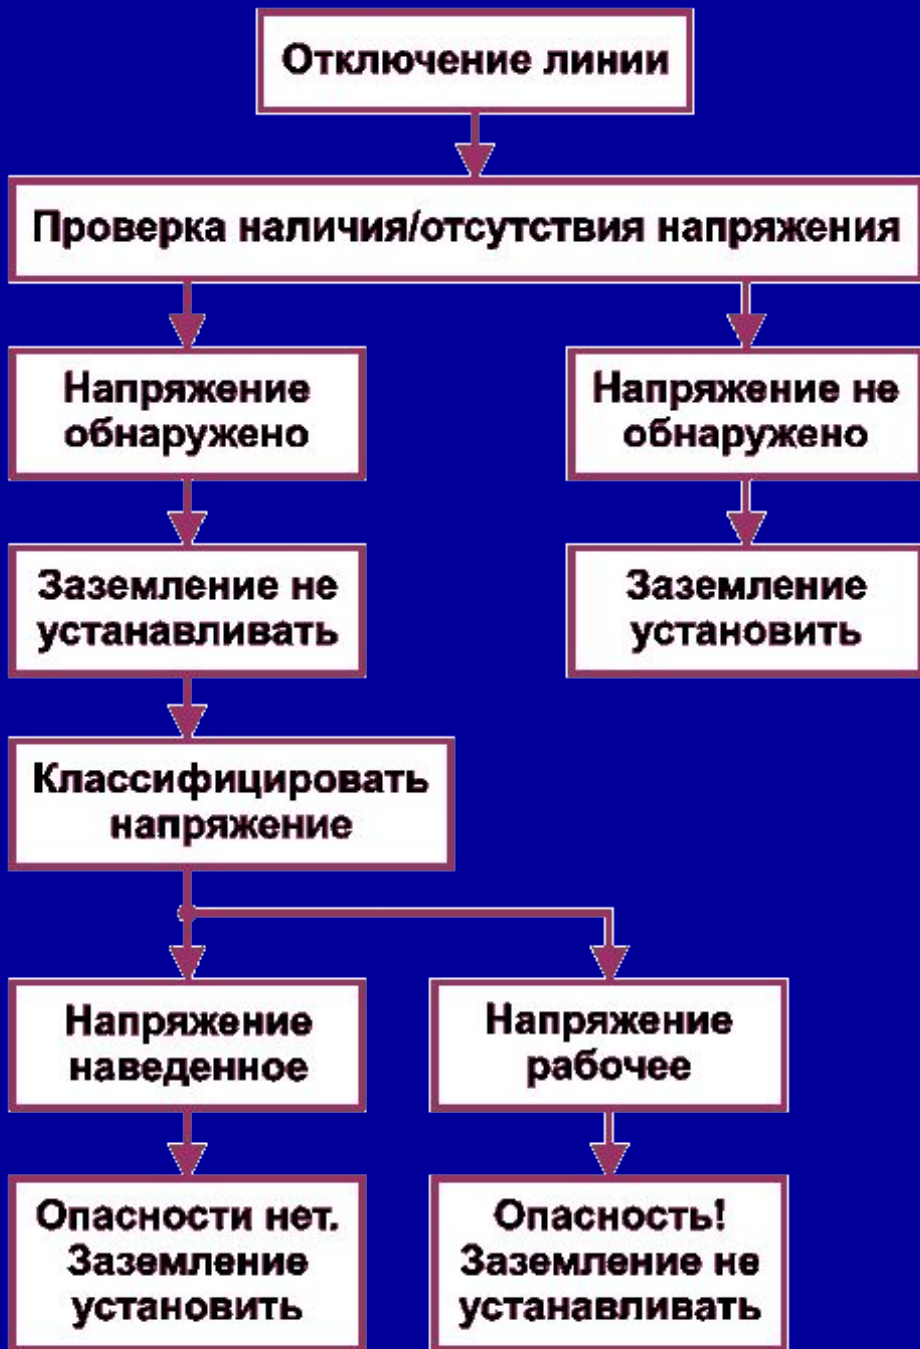 Отключение линии
Проверка наличия/отсутствия напряжения
Напряжение
обнаружено
Напряжение не
обнаружено
Заземление не
устанавливать
Заземление
установить
Классифицировать
напряжение
Напряжение
наведенное
Напряжение
рабочее
Опасности нет.
Заземление
установить
Опасность!
Заземление не
устанавливать